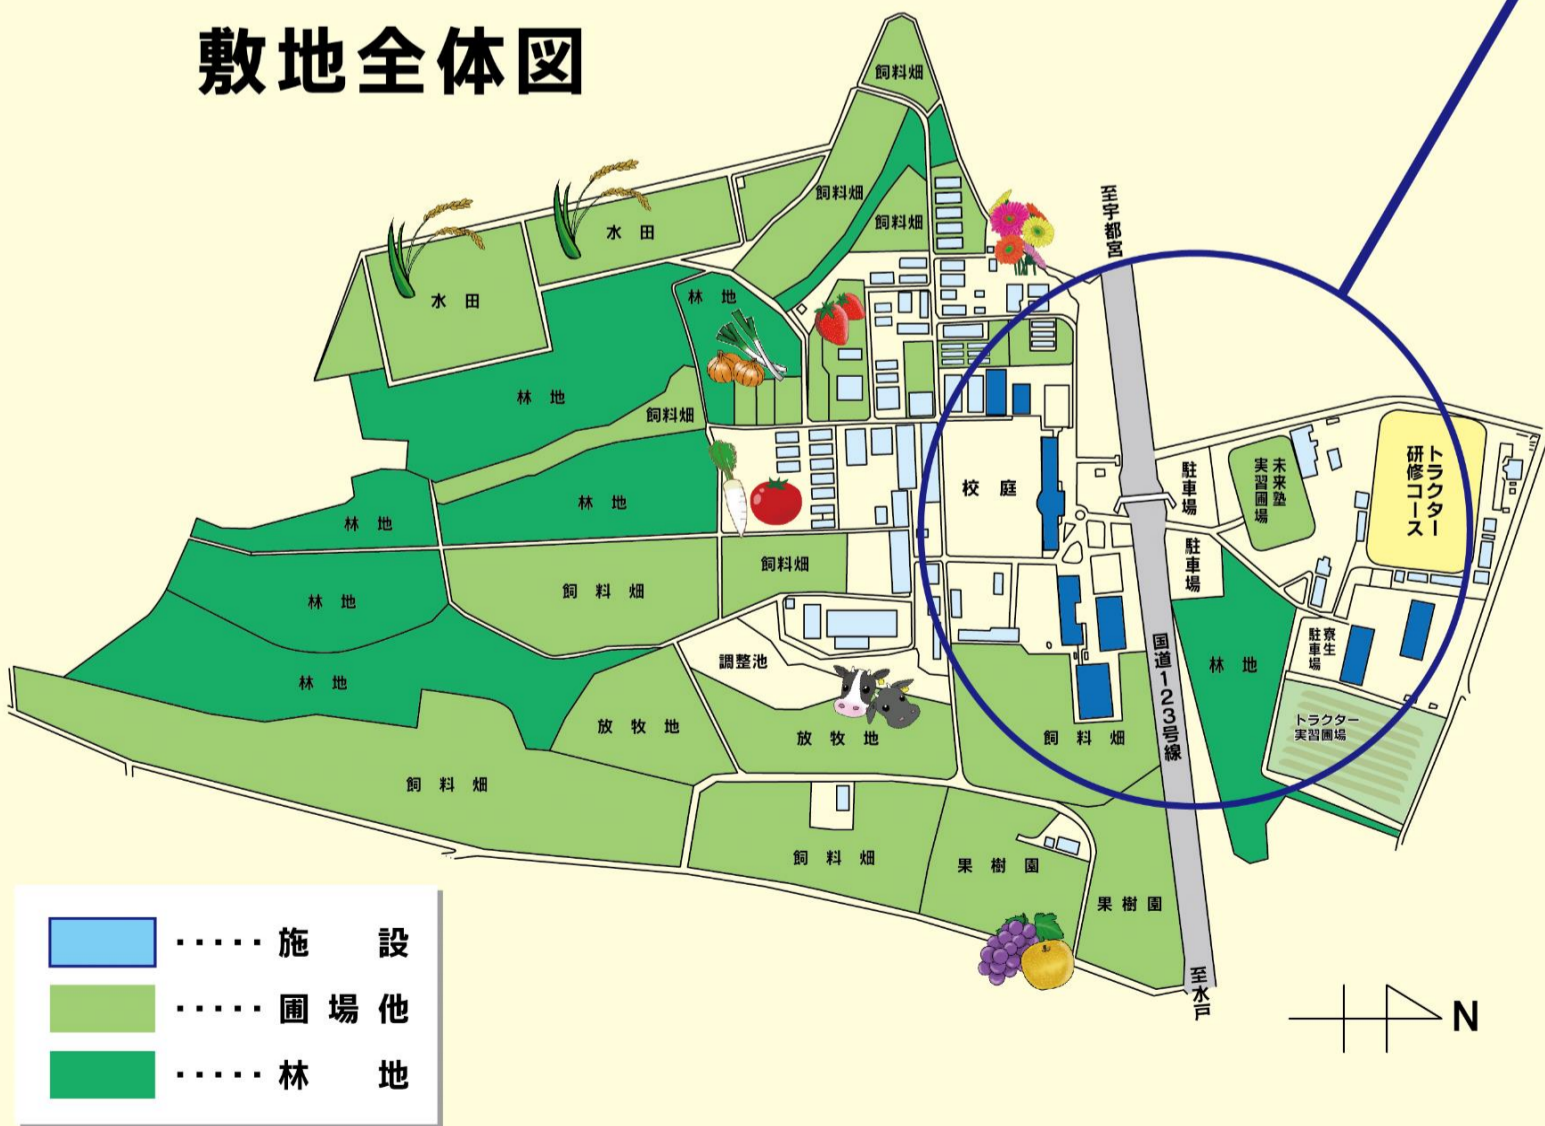 敷地全体図
飼料畑
飼料畑
飼料畑
水田
水田
林地
林地
飼料畑
林地
林地
林地
林地
飼料畑
飼料畑
調整池
放牧地
放牧地
飼料畑
飼料畑
飼料畑
果樹園
果樹園
校庭
至宇都宮
国道123号線
至水戸
駐車場
駐車場
未来塾
実習圃場
トラクター
研修コース
林地
寮生
駐車場
トラクター
実習圃場
‥‥‥施設
‥‥‥圃場他
‥‥‥林地
N